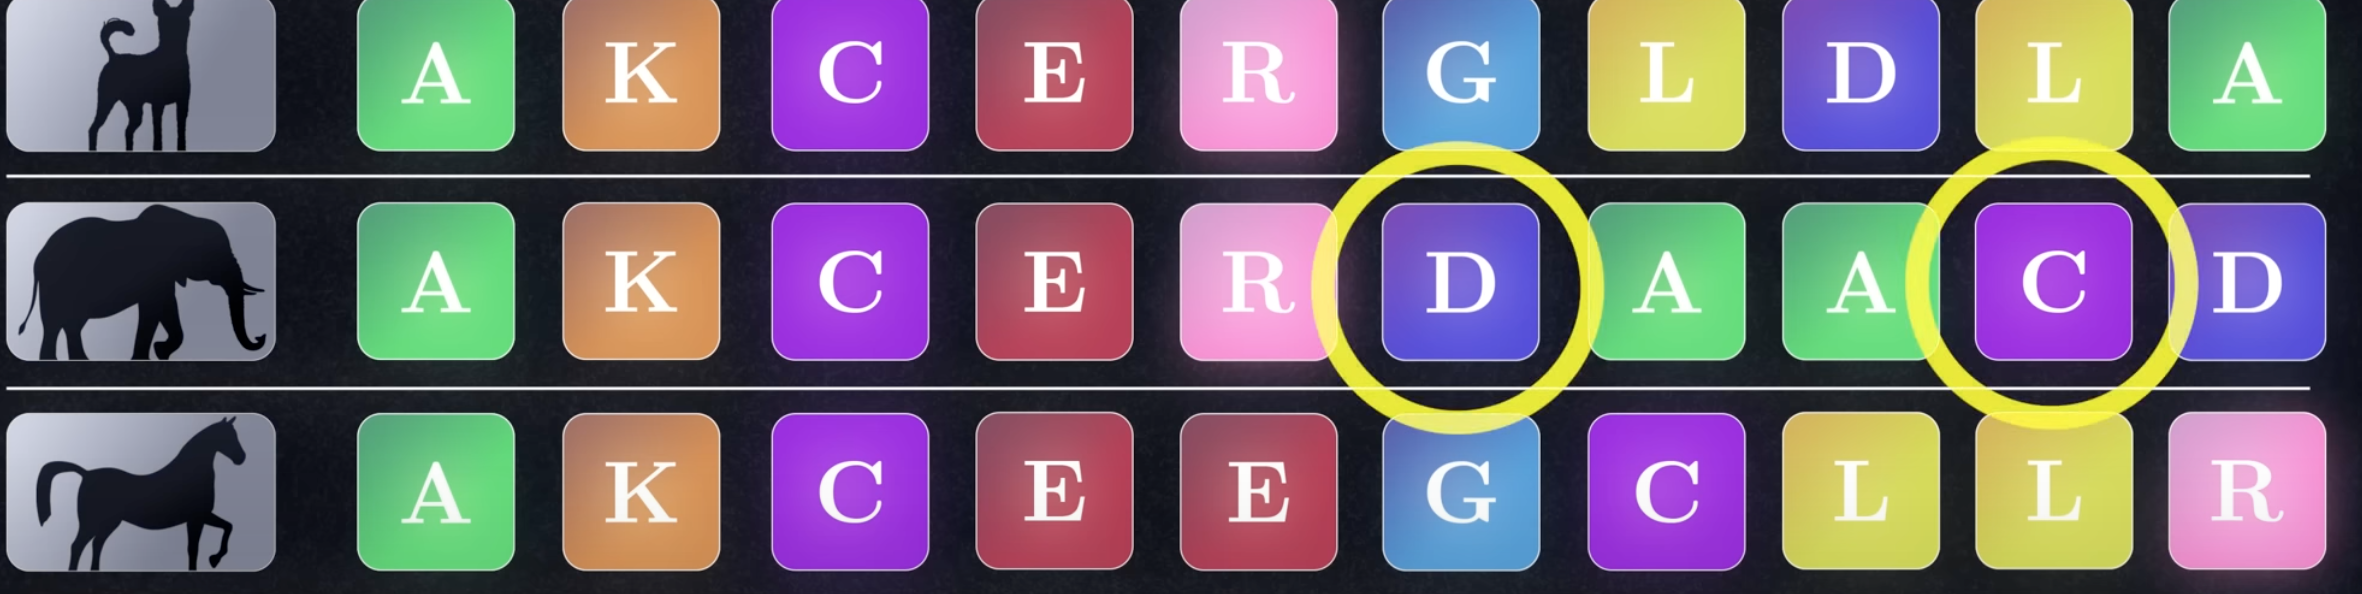 A K C E R G L D L A
A K C E R D A A C D
A K C E E G C L L R